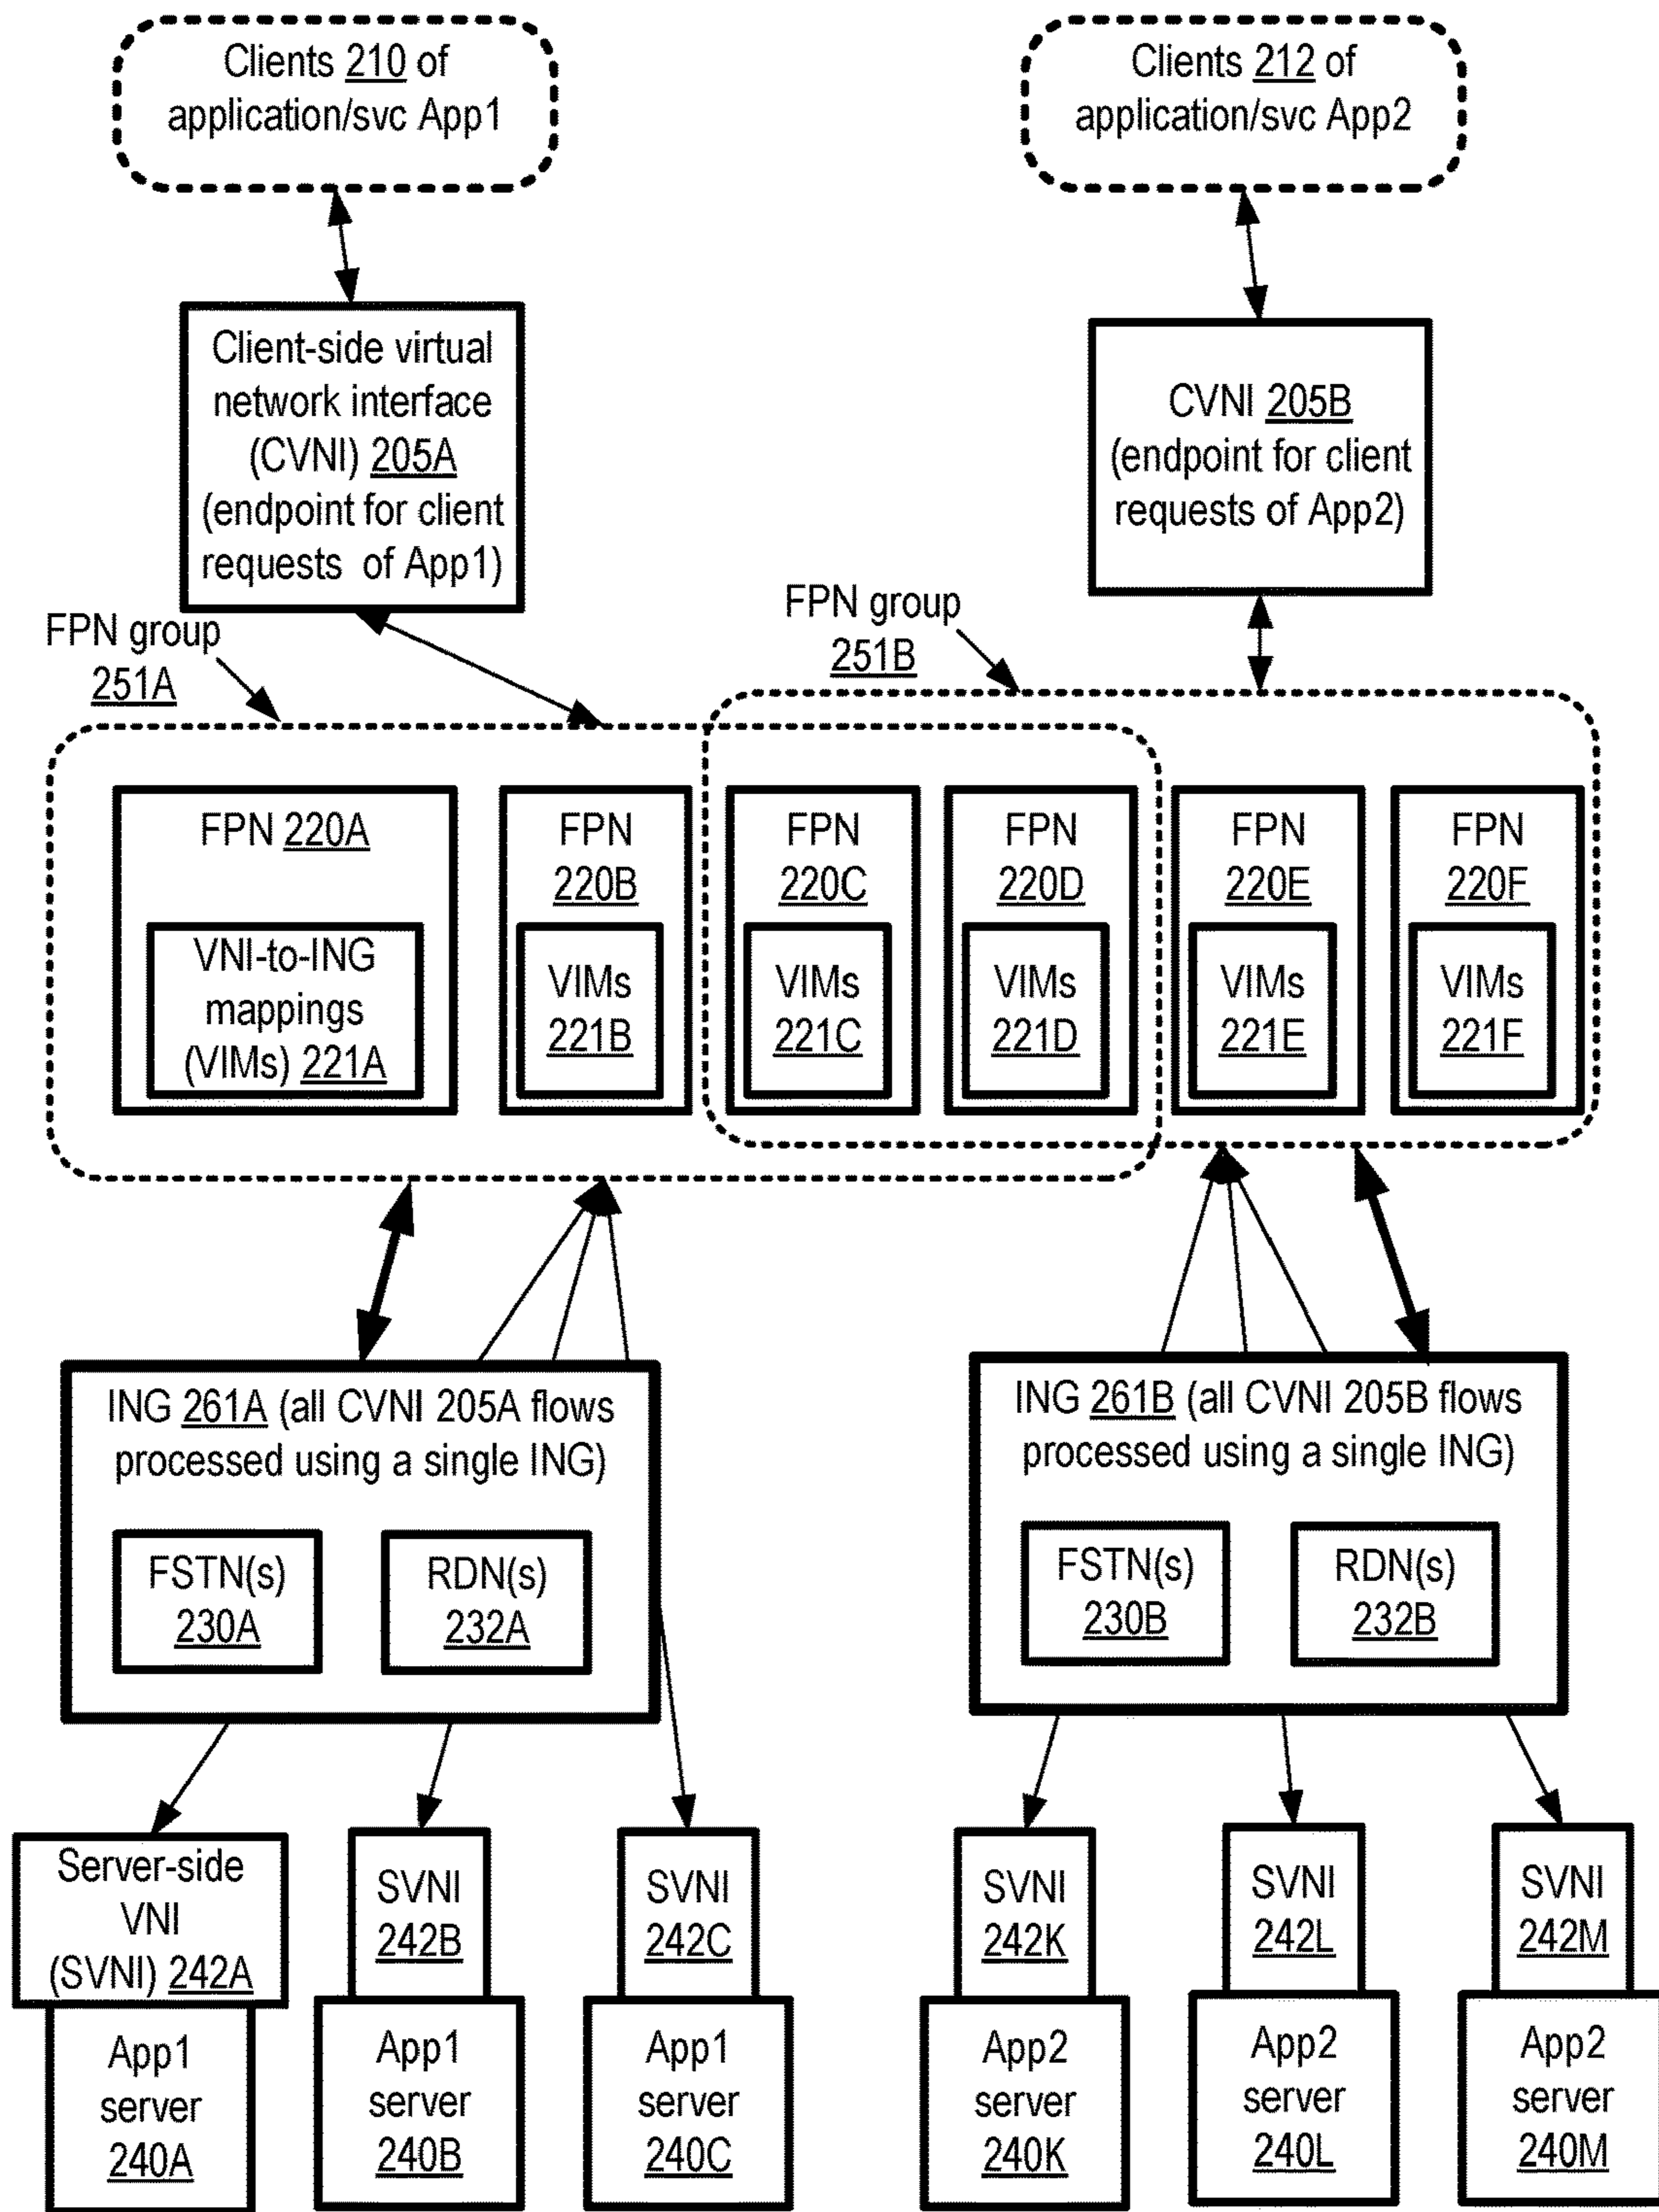 Clients 210 of
application/svc App1
Clients 212 of
application/svc App2
Client-side virtual
network interface
(CVNI) 205A
(endpoint for client
requests of App1)
CVNI 205B
(endpoint for client
requests of App2)
FPN group
251A
FPN group
251B
FPN 220A
VNI-to-ING
mappings
(VIMs) 221A
FPN
220B
VIMs
221B
FPN
220C
VIMs
221C
FPN
220D
VIMs
221D
FPN
220E
VIMs
221E
FPN
220F
VIMs
221F
ING 261A (all CVNI 205A flows
processed using a single ING)
FSTN(s)
230A
RDN(s)
232A
ING 261B (all CVNI 205B flows
processed using a single ING)
FSTN(s)
230B
RDN(s)
232B
Server-side
VNI
(SVNI) 242A
App1
server
240A
SVNI
242B
App1
server
240B
SVNI
242C
App1
server
240C
SVNI
242K
App2
server
240K
SVNI
242L
App2
server
240L
SVNI
242M
App2
server
240M